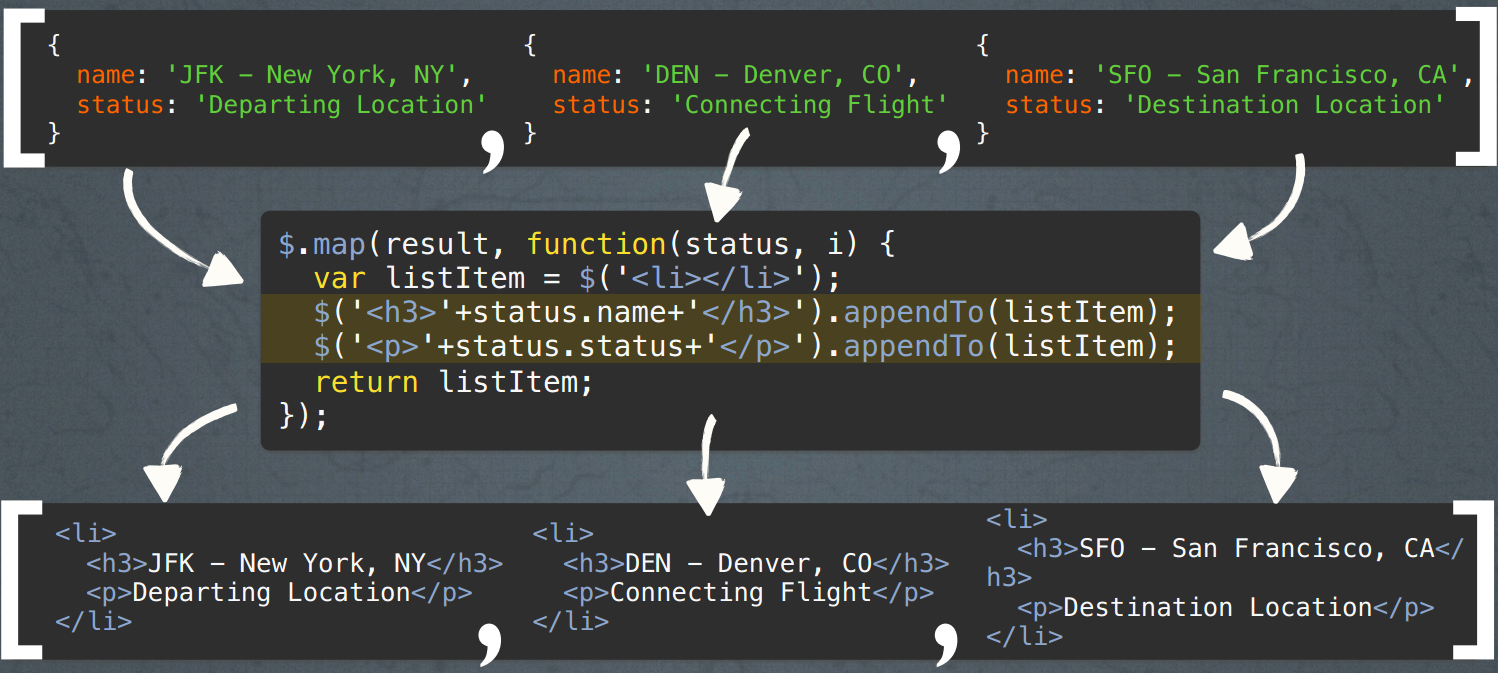 [
{
  name: 'JFK – New York, NY',
  status: 'Departing Location'
}
,
{
  name: 'DEN – Denver, CO',
  status: 'Connecting Flight'
}
,
{
  name: 'SFO – San Francisco, CA',
  status: 'Destination Location'
}
]
$.map(result, function(status, i) {
  var listItem = $('<li></li>');
  $('<h3>'+status.name+'</h3>').appendTo(listItem);
  $('<p>'+status.status+'</p>').appendTo(listItem);
  return listItem;
});
[
<li>
  <h3>JFK – New York, NY</h3>
  <p>Departing Location</p>
</li>
,
<li>
  <h3>DEN – Denver, CO</h3>
  <p>Connecting Flight</p>
</li>
,
<li>
  <h3>SFO – San Francisco, CA</
h3>
  <p>Destination Location</p>
</li>
]